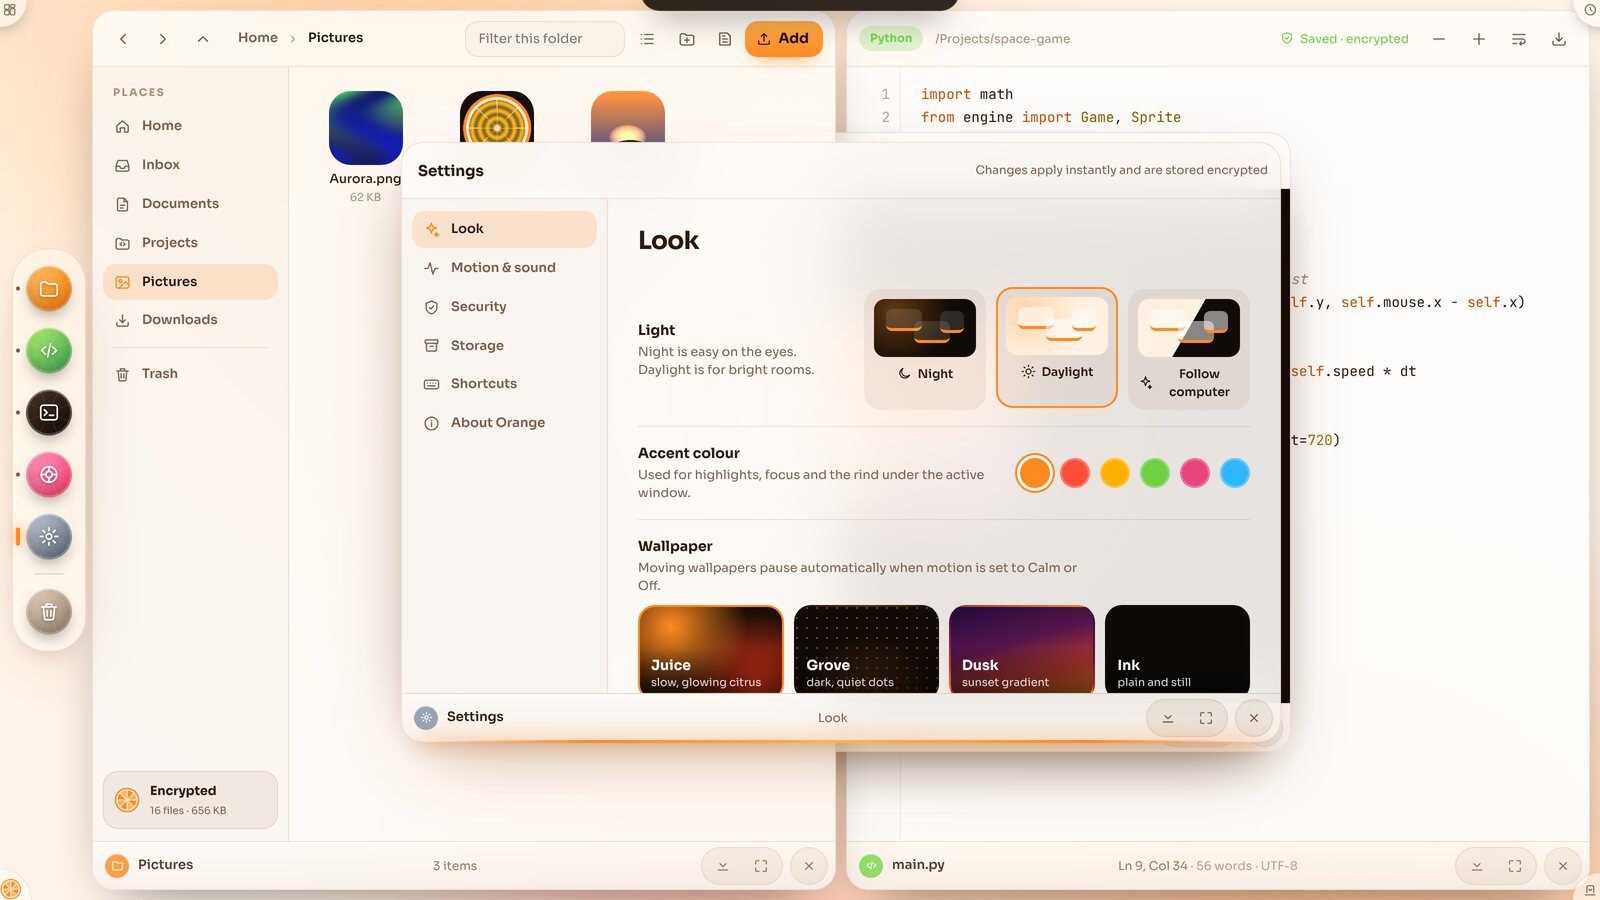 Home
Pictures
Filter this folder
Add
PLACES
Home
Inbox
Documents
Projects
Pictures
Downloads
Trash
Aurora.png
62 KB
Encrypted
16 files · 656 KB
Pictures
3 items
Python
/Projects/space-game
Saved · encrypted
1
import math
2
from engine import Game, Sprite
st
lf.y, self.mouse.x - self.x)
self.speed * dt
t=720)
main.py
Ln 9, Col 34 · 56 words · UTF-8
Settings
Changes apply instantly and are stored encrypted
Look
Motion & sound
Security
Storage
Shortcuts
About Orange
Look
Light
Night is easy on the eyes.
Daylight is for bright rooms.
Night
Daylight
Follow
computer
Accent colour
Used for highlights, focus and the rind under the active
window.
Wallpaper
Moving wallpapers pause automatically when motion is set to Calm or
Off.
Juice
slow, glowing citrus
Grove
dark, quiet dots
Dusk
sunset gradient
Ink
plain and still
Settings
Look